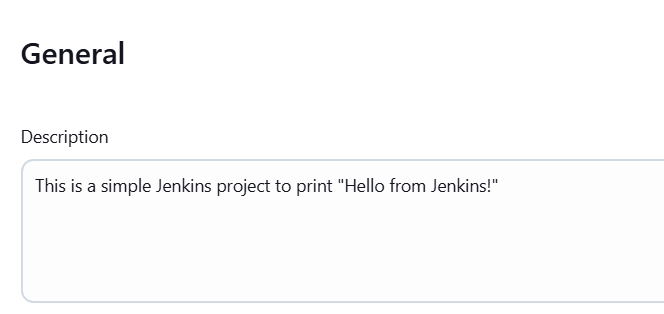 General
Description
This is a simple Jenkins project to print "Hello from Jenkins!"